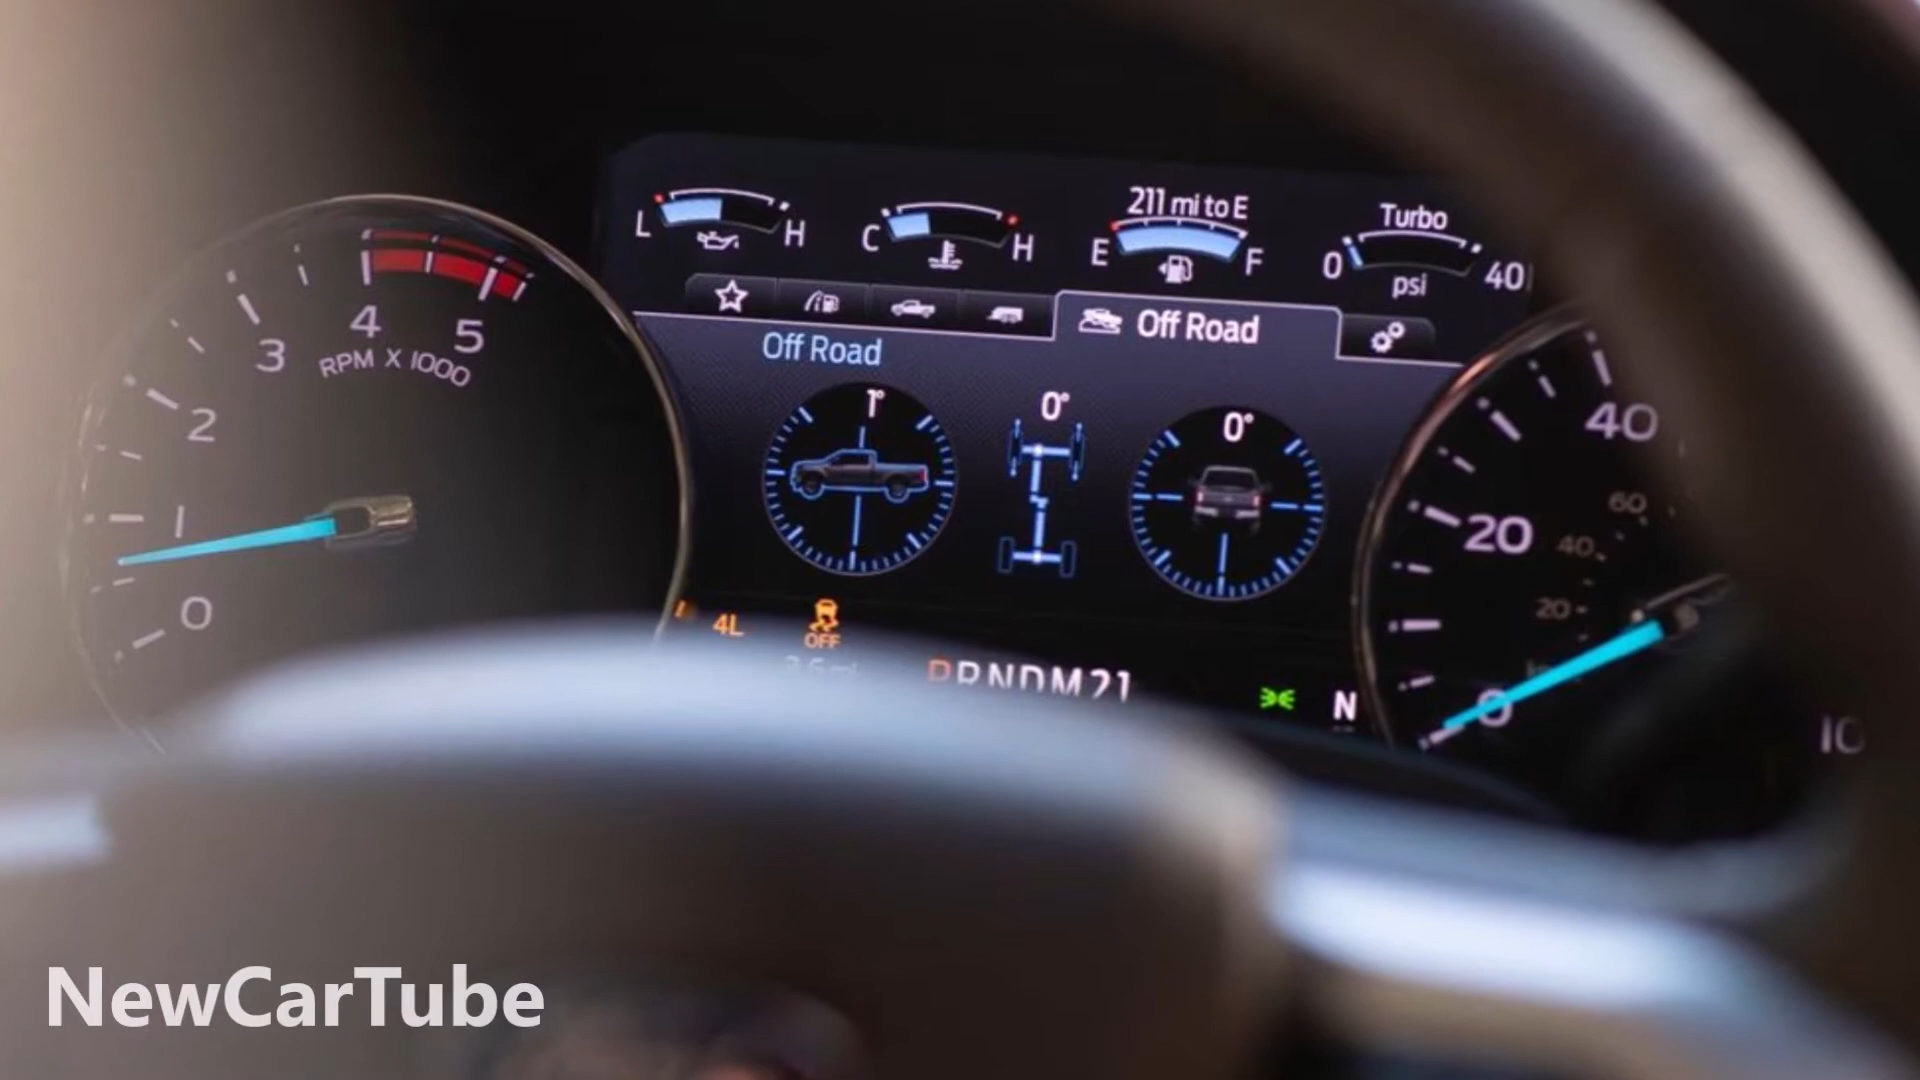 211 mi to E
Turbo
L H
C H
E F
0 40
psi
Off Road
Off Road
1°
0°
0°
4
5
3
RPM X 1000
2
1
0
40
20
0
60
40
20
4L
OFF
PRNDM21
N
10
NewCarTube